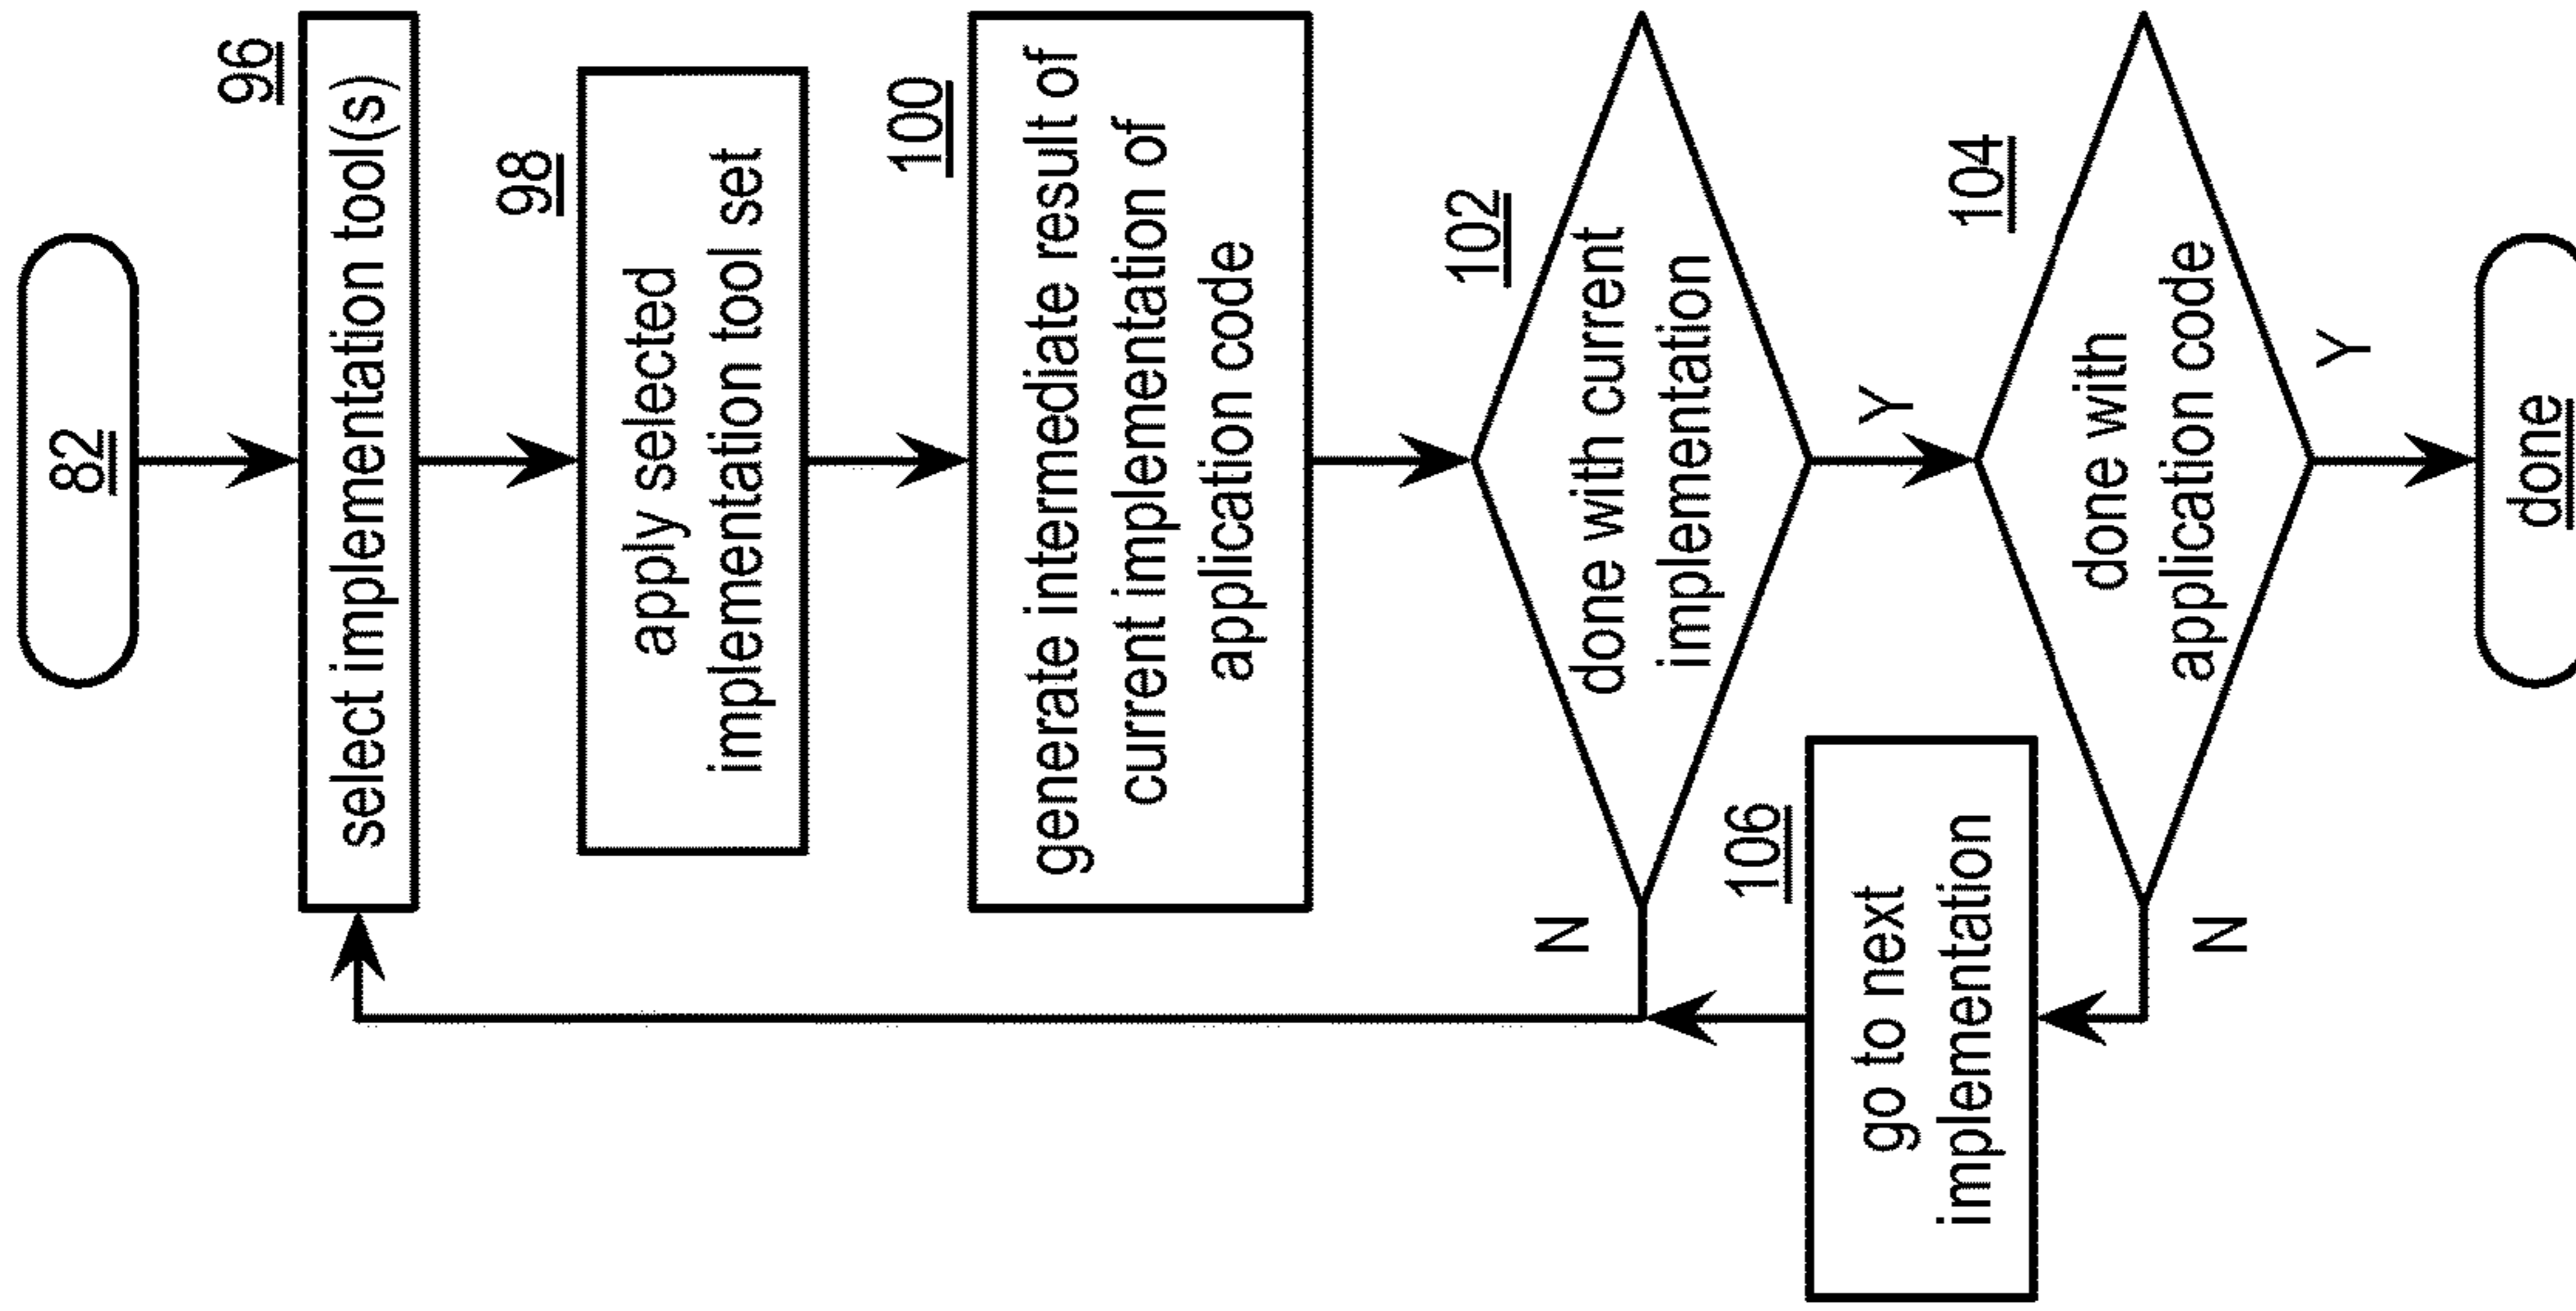 82
96
select implementation tool(s)
98
apply selected
implementation tool set
100
generate intermediate result of
current implementation of
application code
102
done with current
implementation
N
Y
106
go to next
implementation
104
done with
application code
N
Y
done